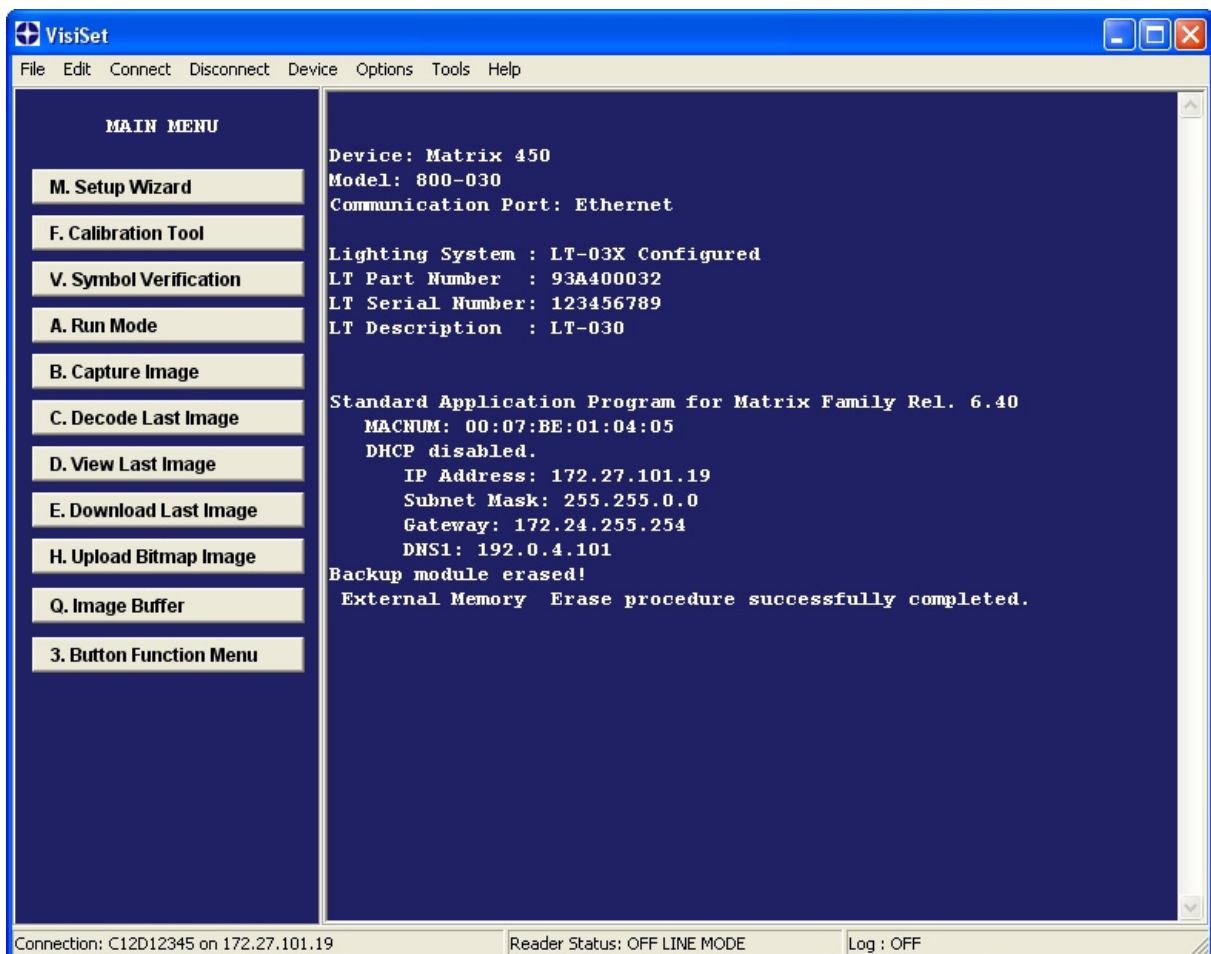 VisiSet
File Edit Connect Disconnect Device Options Tools Help
MAIN MENU
M. Setup Wizard
F. Calibration Tool
V. Symbol Verification
A. Run Mode
B. Capture Image
C. Decode Last Image
D. View Last Image
E. Download Last Image
H. Upload Bitmap Image
Q. Image Buffer
3. Button Function Menu
Device: Matrix 450
Model: 800-030
Communication Port: Ethernet
Lighting System : LT-03X Configured
LT Part Number : 93A400032
LT Serial Number: 123456789
LT Description : LT-030
Standard Application Program for Matrix Family Rel. 6.40
MACNUM: 00:07:BE:01:04:05
DHCP disabled.
IP Address: 172.27.101.19
Subnet Mask: 255.255.0.0
Gateway: 172.24.255.254
DNS1: 192.0.4.101
Backup module erased!
External Memory Erase procedure successfully completed.
Connection: C12D12345 on 172.27.101.19
Reader Status: OFF LINE MODE
Log : OFF